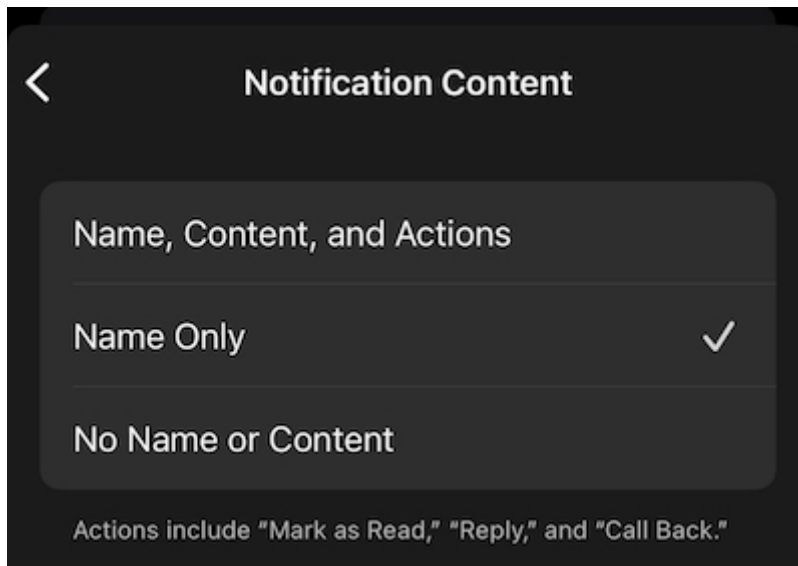 Notification Content
Name, Content, and Actions
Name Only
No Name or Content
Actions include "Mark as Read," "Reply," and "Call Back."